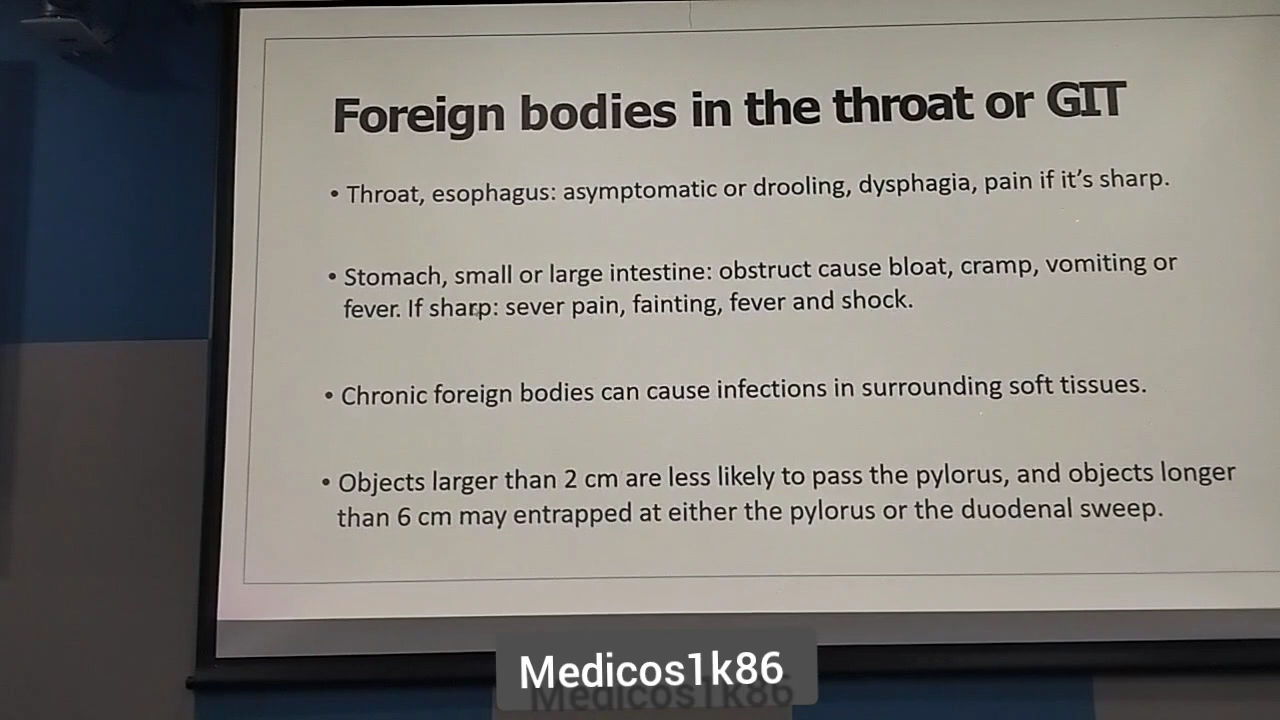 Foreign bodies in the throat or GIT
• Throat, esophagus: asymptomatic or drooling, dysphagia, pain if it's sharp.
• Stomach, small or large intestine: obstruct cause bloat, cramp, vomiting or
fever. If sharp: sever pain, fainting, fever and shock.
• Chronic foreign bodies can cause infections in surrounding soft tissues.
• Objects larger than 2 cm are less likely to pass the pylorus, and objects longer
than 6 cm may entrapped at either the pylorus or the duodenal sweep.
Medicos1k86
Medicos1k86